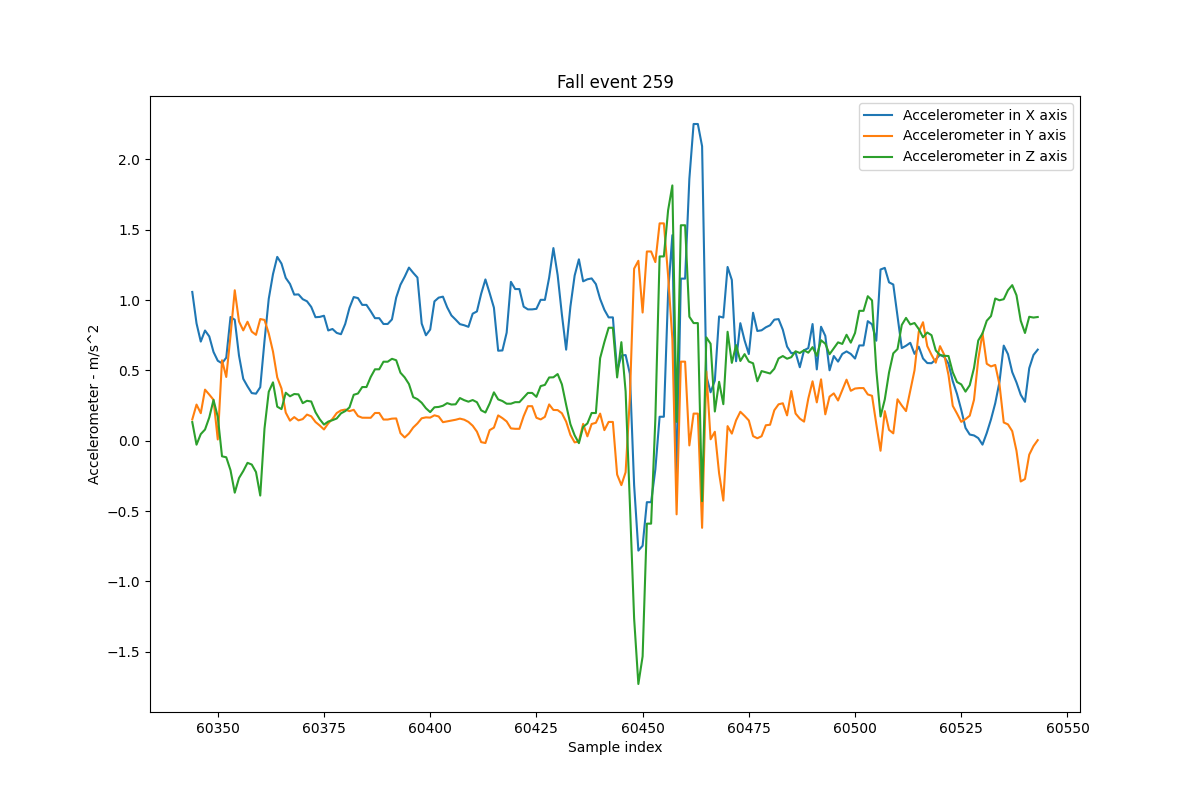 Fall event 259
Accelerometer in X axis
Accelerometer in Y axis
Accelerometer in Z axis
Accelerometer - m/s^2
2.0
1.5
1.0
0.5
0.0
−0.5
−1.0
−1.5
60350 60375 60400 60425 60450 60475 60500 60525 60550
Sample index